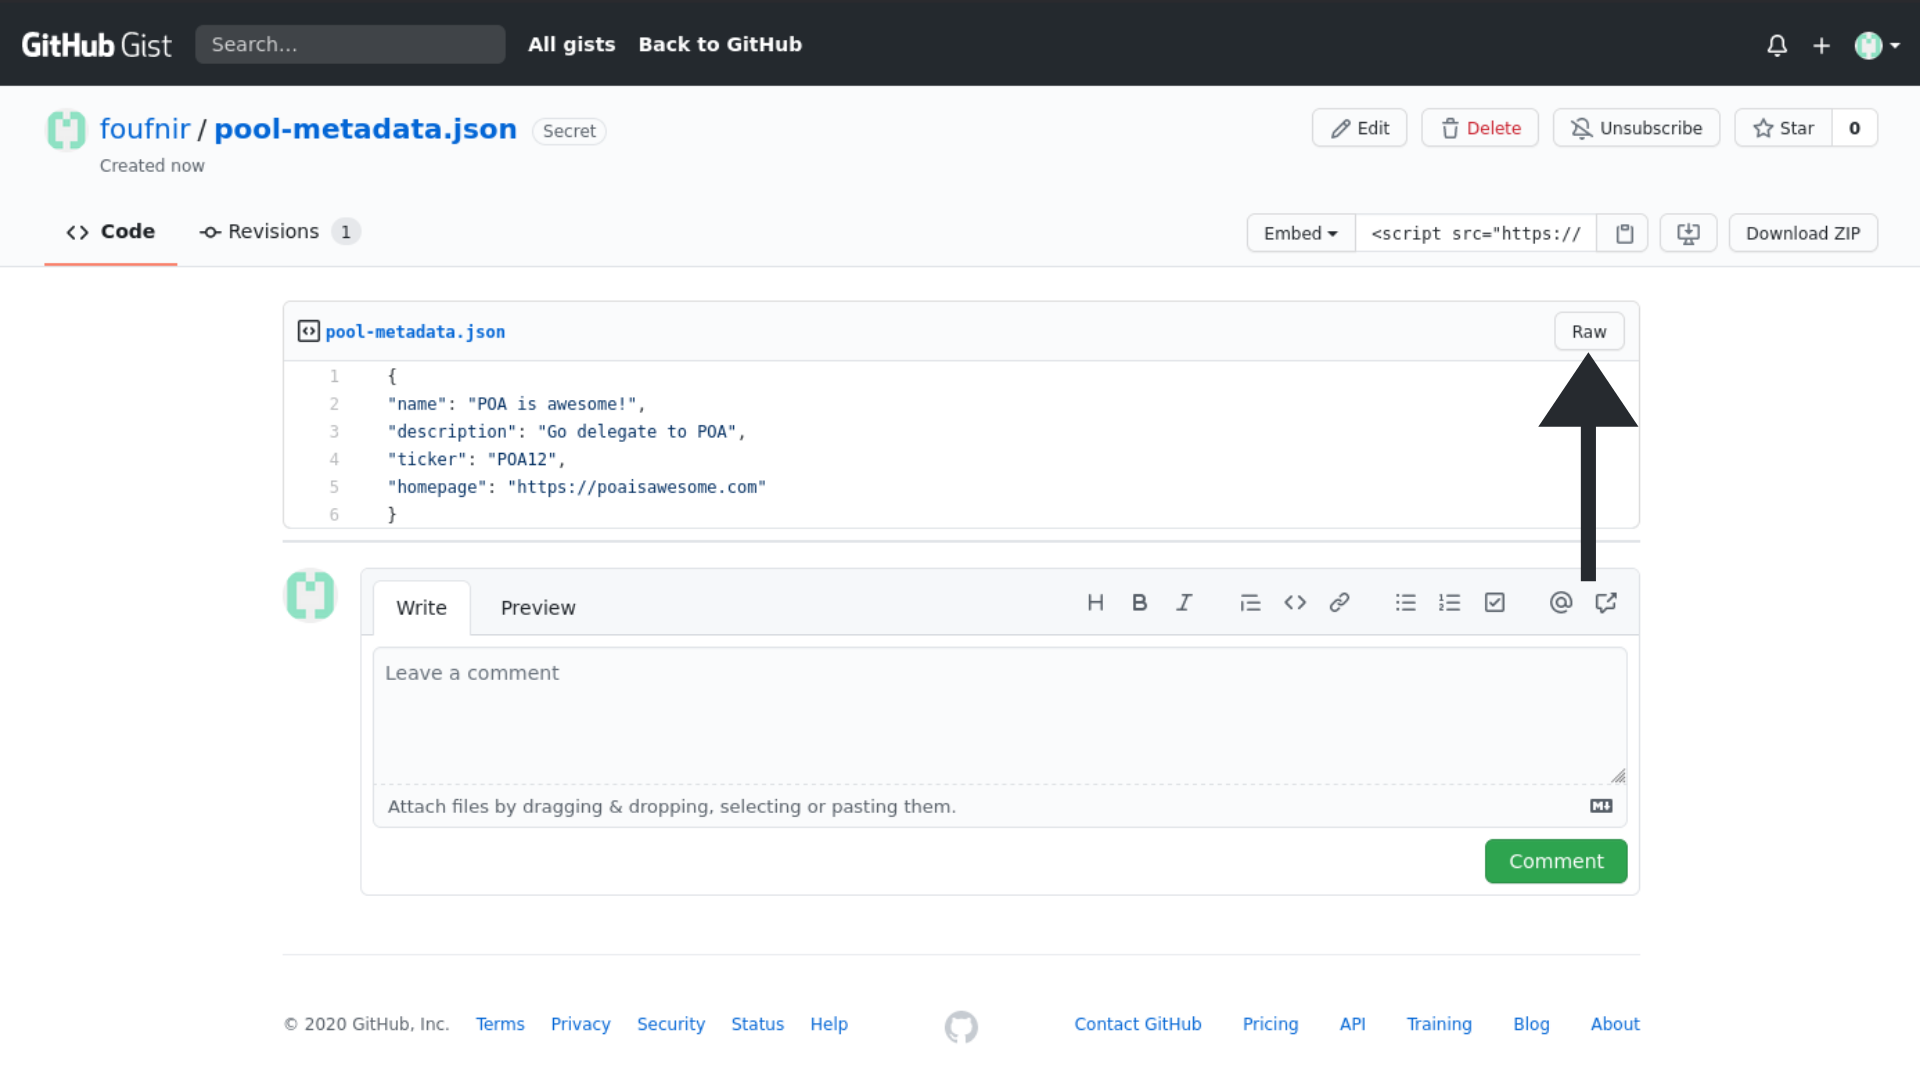 GitHub Gist Search... All gists Back to GitHub
foufnir / pool-metadata.json Secret
Created now
Edit Delete Unsubscribe Star 0
Code Revisions 1
Embed <script src="https:// Download ZIP
pool-metadata.json Raw
1 {
2 "name": "POA is awesome!",
3 "description": "Go delegate to POA",
4 "ticker": "POA12",
5 "homepage": "https://poaisawesome.com"
6 }
Write Preview H B I @
Leave a comment
Attach files by dragging & dropping, selecting or pasting them. M
Comment
© 2020 GitHub, Inc. Terms Privacy Security Status Help Contact GitHub Pricing API Training Blog About